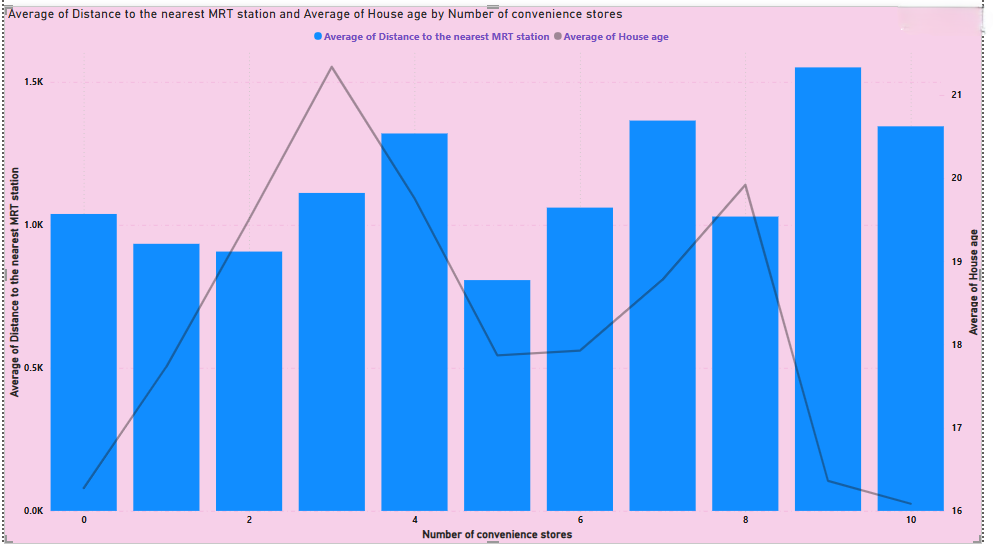 Average of Distance to the nearest MRT station and Average of House age by Number of convenience stores
Average of Distance to the nearest MRT station Average of House age
1.5K
1.0K
0.5K
0.0K
Average of Distance to the nearest MRT station
21
20
19
18
17
16
Average of House age
0 2 4 6 8 10
Number of convenience stores